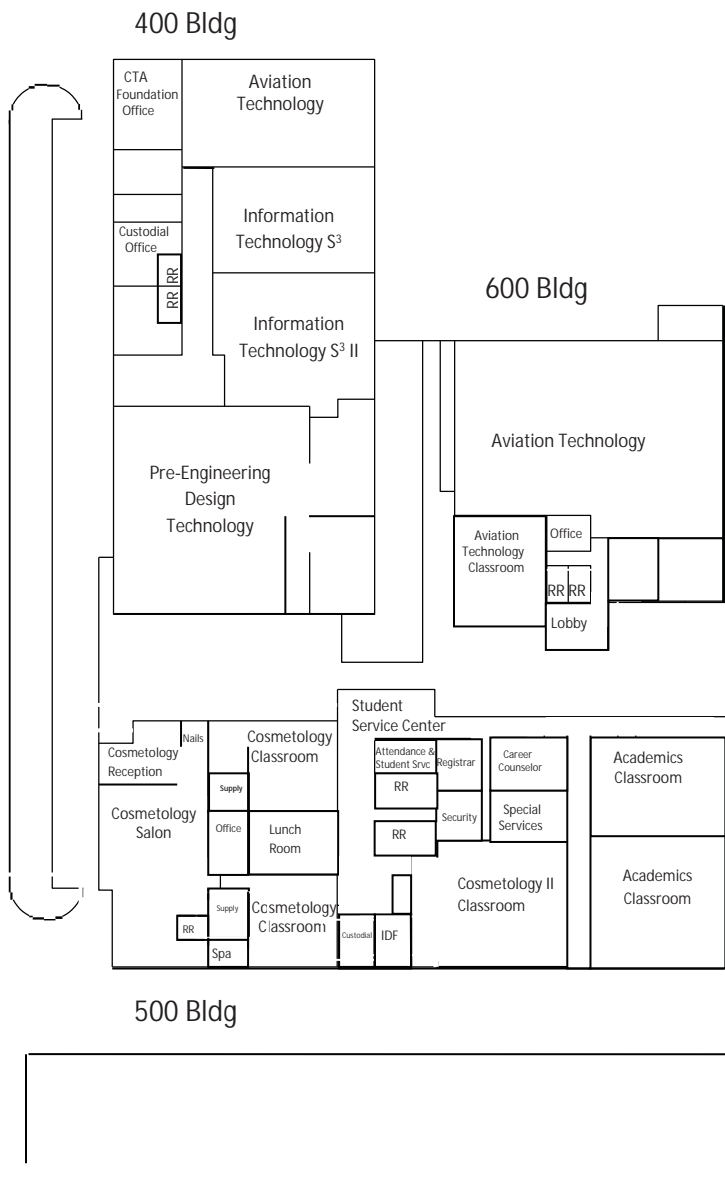 400 Bldg
CTA
Foundation
Office
Aviation
Technology
Information
Technology S³
Custodial
Office
RR
RR
RR
RR
Information
Technology S³ II
600 Bldg
Pre-Engineering
Design
Technology
Aviation Technology
Aviation
Technology
Classroom
Office
RR
RR
Lobby
Student
Service Center
Nails
Cosmetology
Classroom
Cosmetology
Reception
Attendance &
Student Srvc
Registrar
Career
Counselor
Academics
Classroom
Supply
RR
Cosmetology
Salon
Office
Lunch
Room
RR
Security
Special
Services
Supply
Cosmetology
Classroom
Cosmetology II
Classroom
Academics
Classroom
RR
Spa
Custodial
IDF
500 Bldg